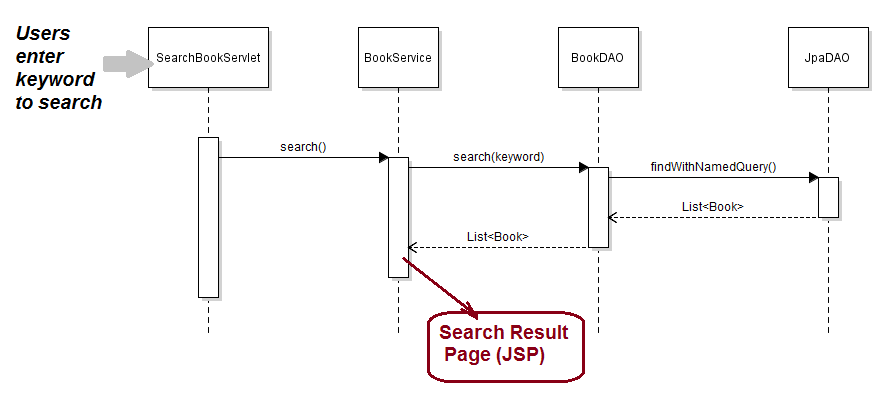 Users
enter
keyword
to search
SearchBookServlet
BookService
BookDAO
JpaDAO
search()
search(keyword)
findWithNamedQuery()
List<Book>
List<Book>
Search Result
Page (JSP)